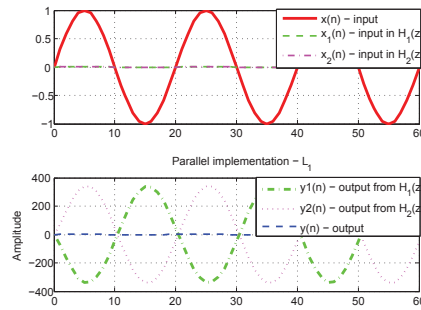 1
0.5
0
−0.5
−1
0 10 20 30 40 50 60
x(n) − input
x₁(n) − input in H₁(z
x₂(n) − input in H₂(z
Parallel implementation − L₁
Amplitude
400
200
0
−200
−400
0 10 20 30 40 50 60
y1(n) − output from H₁(z
y2(n) − output from H₂(z
y(n) − output